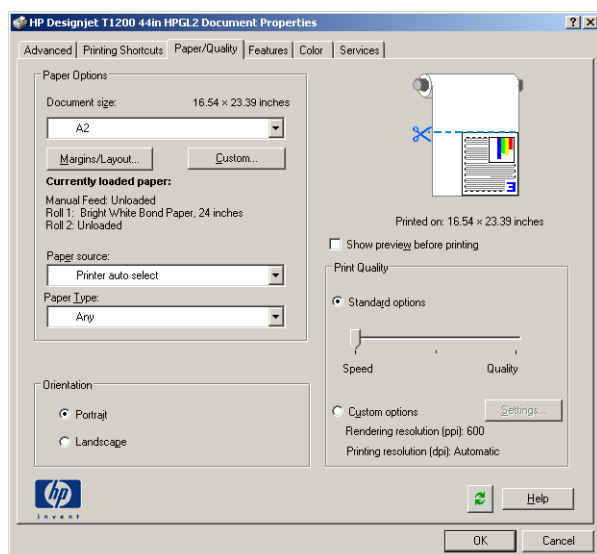 HP Designjet T1200 44in HPGL2 Document Properties
Advanced
Printing Shortcuts
Paper/Quality
Features
Color
Services
Paper Options
Document size: 16.54 × 23.39 inches
A2
Margins/Layout...
Custom...
Currently loaded paper:
Manual Feed: Unloaded
Roll 1: Bright White Bond Paper, 24 inches
Roll 2: Unloaded
Paper source:
Printer auto select
Paper Type:
Any
Orientation
Portrait
Landscape
3
Printed on: 16.54 × 23.39 inches
Show preview before printing
Print Quality
Standard options
Speed
Quality
Custom options
Settings...
Rendering resolution (ppi): 600
Printing resolution (dpi): Automatic
hp
invent
Help
OK
Cancel